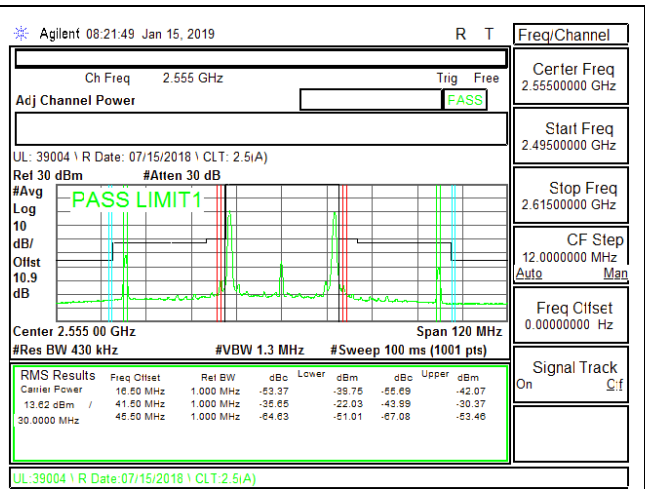 Agilent 08:21:49 Jan 15, 2019 R T
Ch Freq 2.555 GHz Trig Free
Adj Channel Power PASS
UL: 39004 \ R Date: 07/15/2018 \ CLT: 2.5iA)
Ref 30 dBm #Atten 30 dB
#Avg
Log
10
dB/
Offst
10.9
dB
PASS LIMIT1
Center 2.555 00 GHz Span 120 MHz
#Res BW 430 kHz #VBW 1.3 MHz #Sweep 100 ms (1001 pts)
RMS Results Freq Offset Ref BW dBc Lower dBm dBc Upper dBm
Carrier Power 16.50 MHz 1.000 MHz -53.37 -39.75 -55.69 -42.07
13.62 dBm / 41.50 MHz 1.000 MHz -35.65 -22.03 -43.99 -30.37
30.0000 MHz 46.50 MHz 1.000 MHz -64.63 -51.01 -67.08 -53.46
UL:39004 \ R Date:07/15/2018 \ CLT:2.5iA)
Freq/Channel
Center Freq
2.55500000 GHz
Start Freq
2.49500000 GHz
Stop Freq
2.61500000 GHz
CF Step
12.0000000 MHz
Auto Man
Freq Offset
0.00000000 Hz
Signal Track
On Off